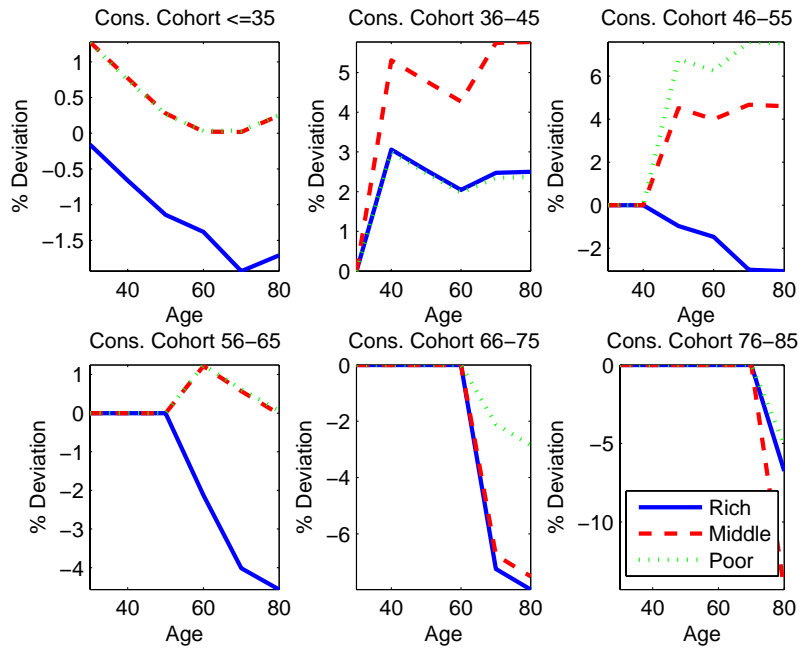 Cons. Cohort <=35
Cons. Cohort 36−45
Cons. Cohort 46−55
% Deviation
1
0.5
0
−0.5
−1
−1.5
40
60
80
Age
% Deviation
5
4
3
2
1
0
40
60
80
Age
% Deviation
6
4
2
0
−2
40
60
80
Age
Cons. Cohort 56−65
Cons. Cohort 66−75
Cons. Cohort 76−85
% Deviation
1
0
−1
−2
−3
−4
40
60
80
Age
% Deviation
0
−2
−4
−6
40
60
80
Age
% Deviation
0
−5
−10
40
60
80
Age
Rich
Middle
Poor